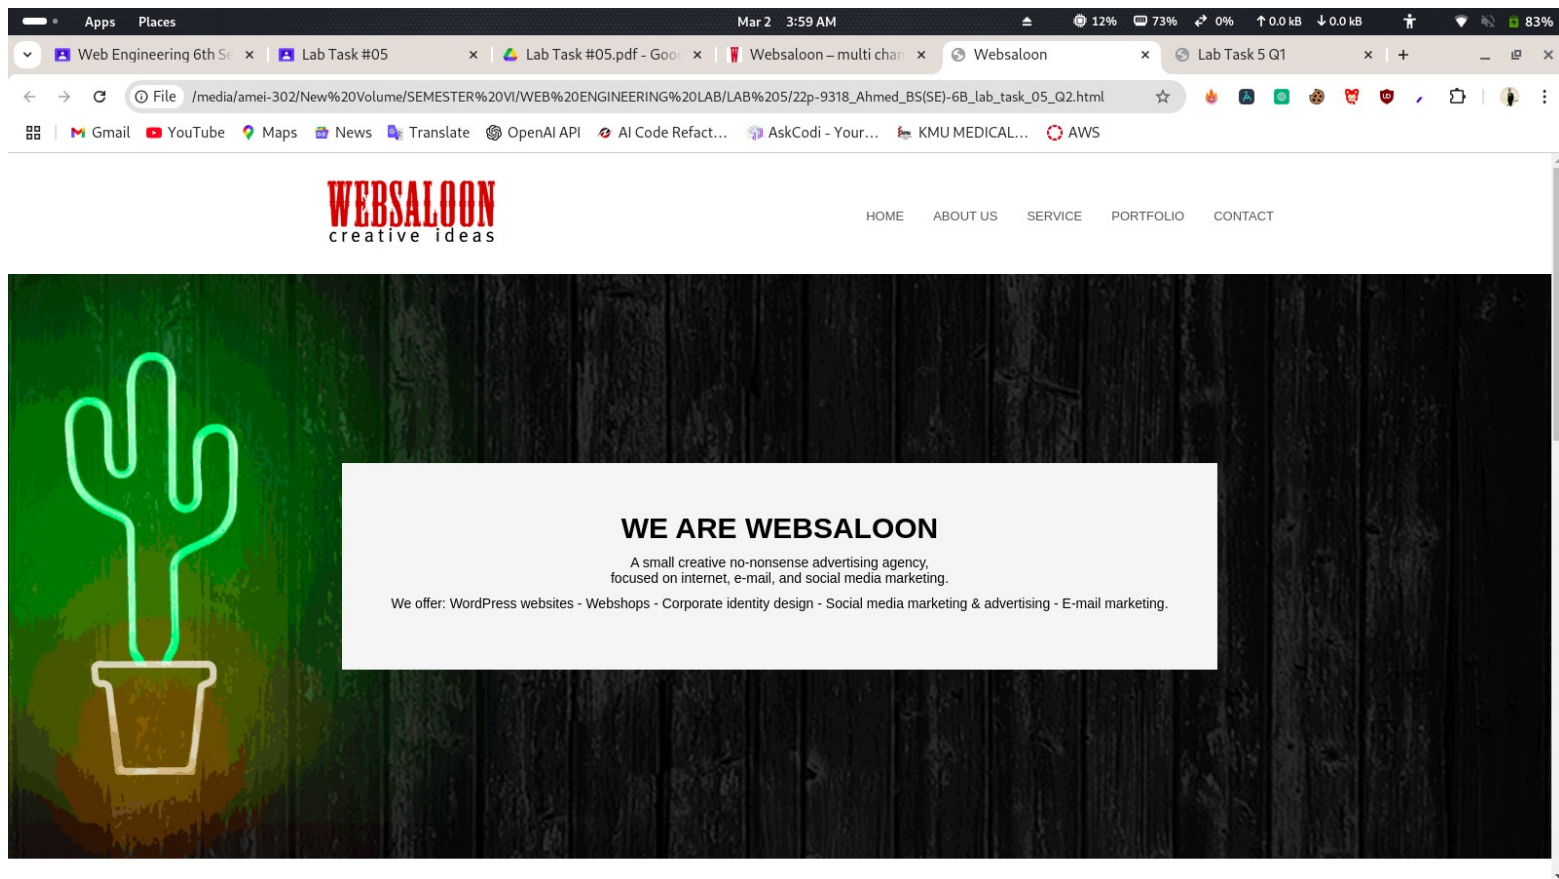 Apps Places Mar 2 3:59 AM 12% 73% 0% ↑ 0.0 kB ↓ 0.0 kB 83%
Web Engineering 6th Se Lab Task #05 Lab Task #05.pdf - Goo Websaloon – multi chan Websaloon Lab Task 5 Q1
File /media/amei-302/New%20Volume/SEMESTER%20VI/WEB%20ENGINEERING%20LAB/LAB%205/22p-9318_Ahmed_BS(SE)-6B_lab_task_05_Q2.html
Gmail YouTube Maps News Translate OpenAI API AI Code Refact... AskCodi - Your... KMU MEDICAL... AWS
WEBSALOON
creative ideas
HOME ABOUT US SERVICE PORTFOLIO CONTACT
WE ARE WEBSALOON
A small creative no-nonsense advertising agency,
focused on internet, e-mail, and social media marketing.
We offer: WordPress websites - Webshops - Corporate identity design - Social media marketing & advertising - E-mail marketing.